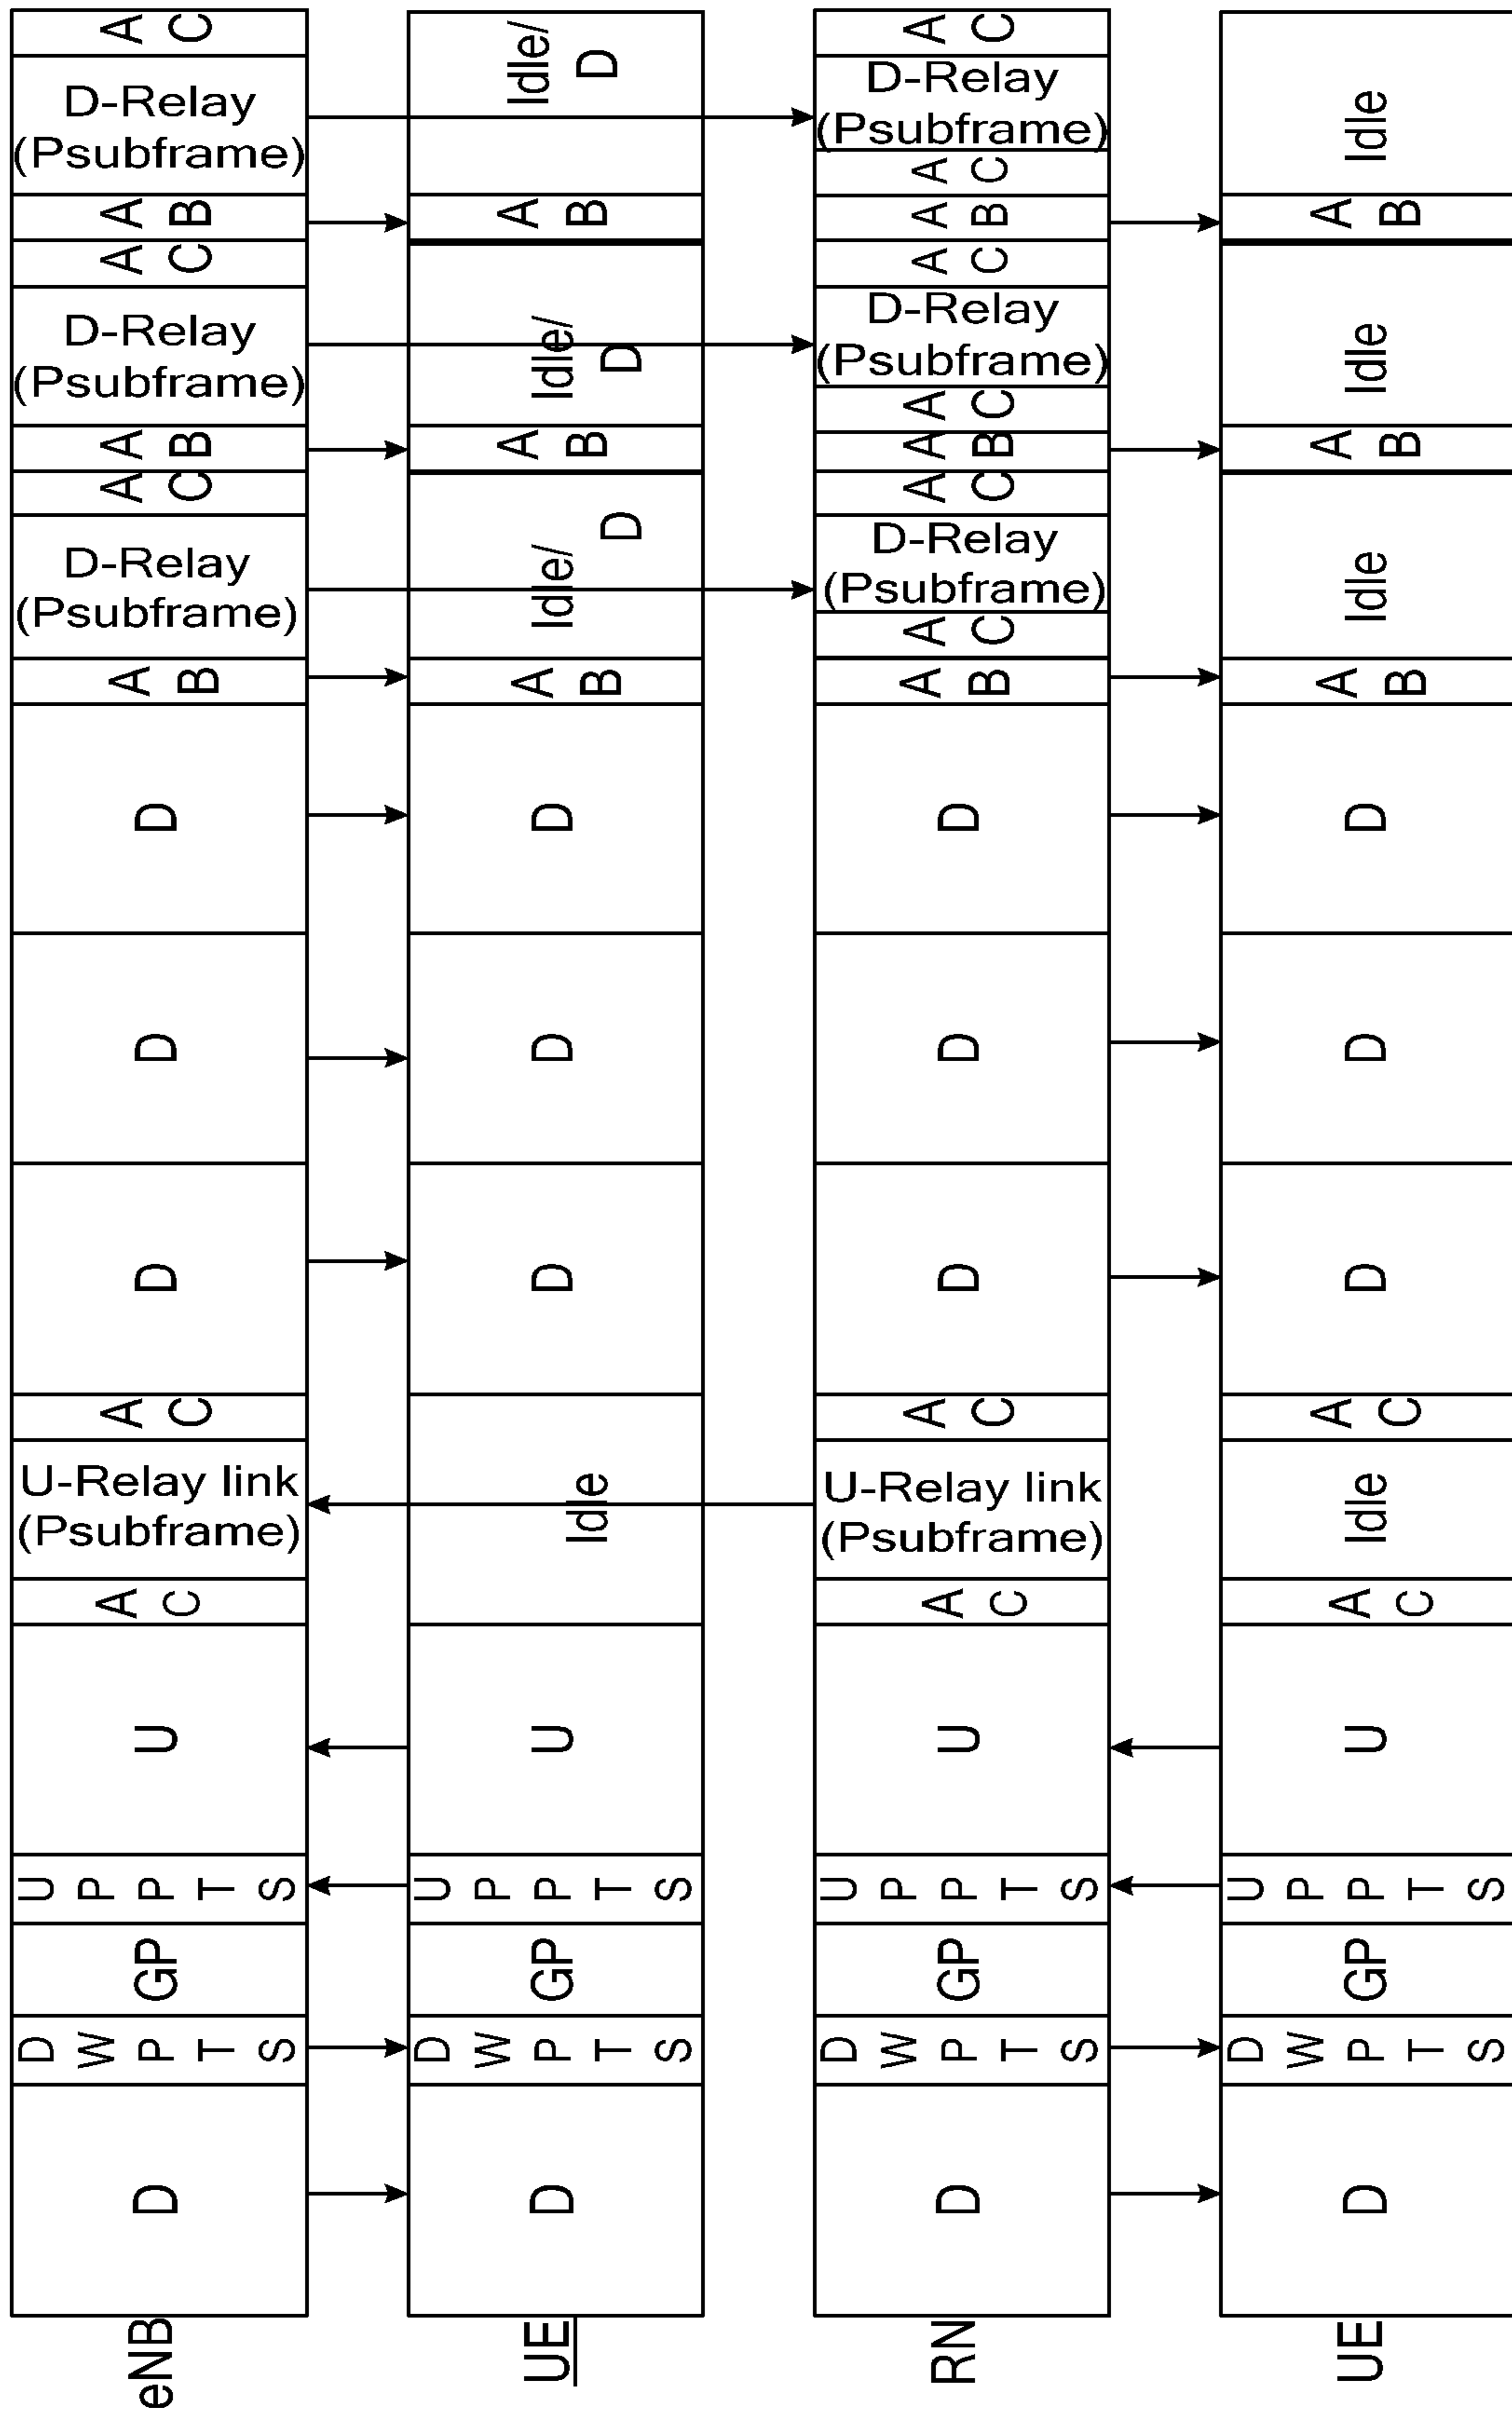 eNB
D
D W P T S
GP
U P P T S
U
A C
U-Relay link
(Psubframe)
A C
D
D
D
A B
D-Relay
(Psubframe)
A C
A B
D-Relay
(Psubframe)
A C
A B
D-Relay
(Psubframe)
A C
UE
D
D W P T S
GP
U P P T S
U
Idle
D
D
D
A B
Idle/
D
A B
Idle/
D
A B
Idle/
D
RN
D
D W P T S
GP
U P P T S
U
A C
U-Relay link
(Psubframe)
A C
D
D
D
A B
A C
D-Relay
(Psubframe)
A C
A B
A C
D-Relay
(Psubframe)
A C
A B
A C
D-Relay
(Psubframe)
A C
UE
D
D W P T S
GP
U P P T S
U
A C
Idle
A C
D
D
D
A B
Idle
A B
Idle
A B
Idle